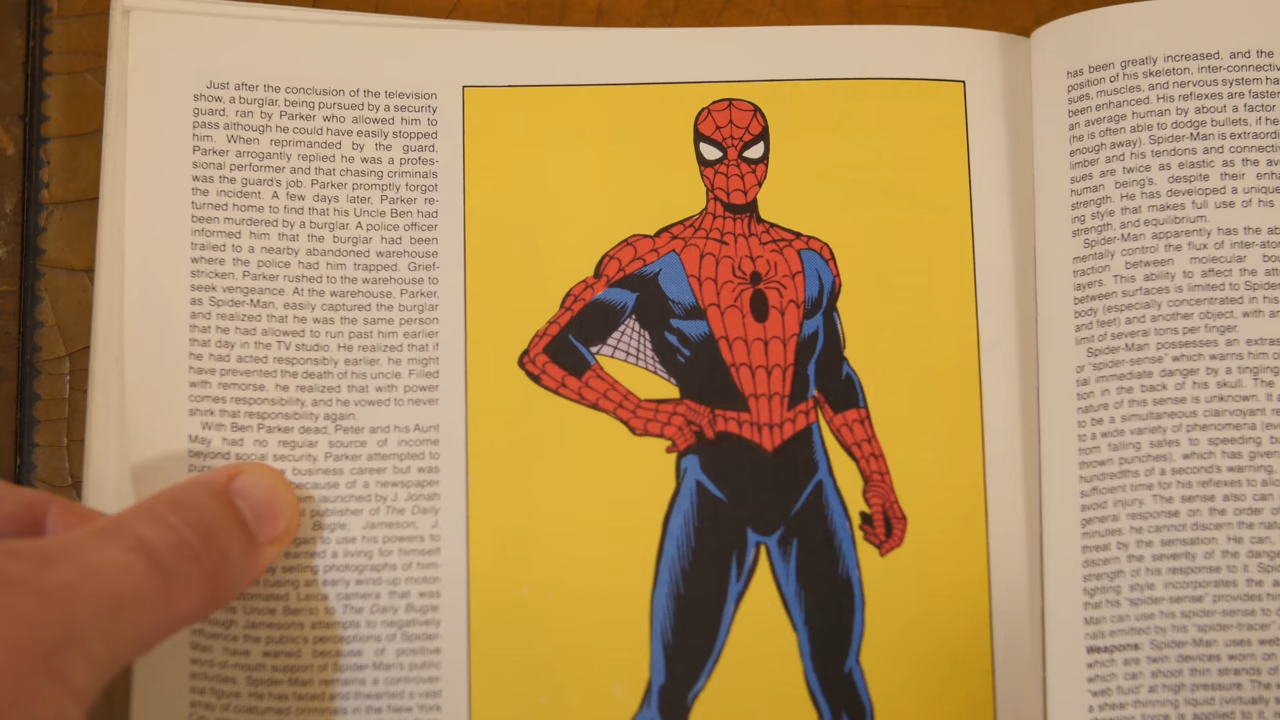 Just after the conclusion of the television
show, a burglar, being pursued by a security
guard, ran by Parker who allowed him to
pass although he could have easily stopped
him. When reprimanded by the guard,
Parker arrogantly replied he was a profes-
sional performer and that chasing criminals
was the guard's job. Parker promptly forgot
the incident. A few days later, Parker re-
turned home to find that his Uncle Ben had
been murdered by a burglar. A police officer
informed him that the burglar had been
trailed to a nearby abandoned warehouse
where the police had him trapped. Grief-
stricken, Parker rushed to the warehouse to
seek vengeance. At the warehouse, Parker,
as Spider-Man, easily captured the burglar
and realized that he was the same person
that he had allowed to run past him earlier
that day in the TV studio. He realized that if
he had acted responsibly earlier, he might
have prevented the death of his uncle. Filled
with remorse, he realized that with power
comes responsibility, and he vowed to never
shirk that responsibility again.
With Ben Parker dead, Peter and his Aunt
May had no regular source of income
beyond social security. Parker attempted to
business career but was
because of a newspaper
launched by J. Jonah
publisher of The Daily
Bugle; Jameson, J.
to use his powers to
earned a living for himself
by selling photographs of him-
(using an early wind-up motor-
Leica camera that was
his Uncle Ben's) to The Daily Bugle.
Jameson's attempts to negatively
influence the public's perceptions of Spider-
Man have waned because of positive
word-of-mouth support of Spider-Man's public
activities. Spider-Man remains a controver-
sial figure. He has faced and thwarted a vast
array of costumed criminals in the New York
has been greatly increased, and the
position of his skeleton, inter-connectiv
sues, muscles, and nervous system ha
been enhanced. His reflexes are faster
an average human by about a factor
(he is often able to dodge bullets, if he
enough away). Spider-Man is extraord
limber and his tendons and connecti
sues are twice as elastic as the av
human being's, despite their enh
strength. He has developed a unique
ing style that makes full use of his
strength, and equilibrium.
Spider-Man apparently has the ab
mentally control the flux of inter-ato
traction between molecular bou
layers. This ability to affect the att
between surfaces is limited to Spider
body (especially concentrated in his
and feet) and another object, with an
limit of several tons per finger.
Spider-Man possesses an extras
or "spider-sense" which warns him o
tial immediate danger by a tingling
tion in the back of his skull. The
nature of this sense is unknown. It a
to be a simultaneous clairvoyant re
to a wide variety of phenomena (eve
from falling safes to speeding b
thrown punches), which has given
hundredths of a second's warning,
sufficient time for his reflexes to allo
avoid injury. The sense also can
general response on the order of
minutes: he cannot discern the nat
threat by the sensation. He can,
discern the severity of the dange
strength of his response to it. Spid
fighting style incorporates the a
that his "spider-sense" provides hi
Man can use his spider-sense to
nals emitted by his "spider-tracer"
Weapons: Spider-Man uses web
which are twin devices worn on
which can shoot thin strands of
"web fluid" at high pressure. The
a shear-thinning liquid (virtually